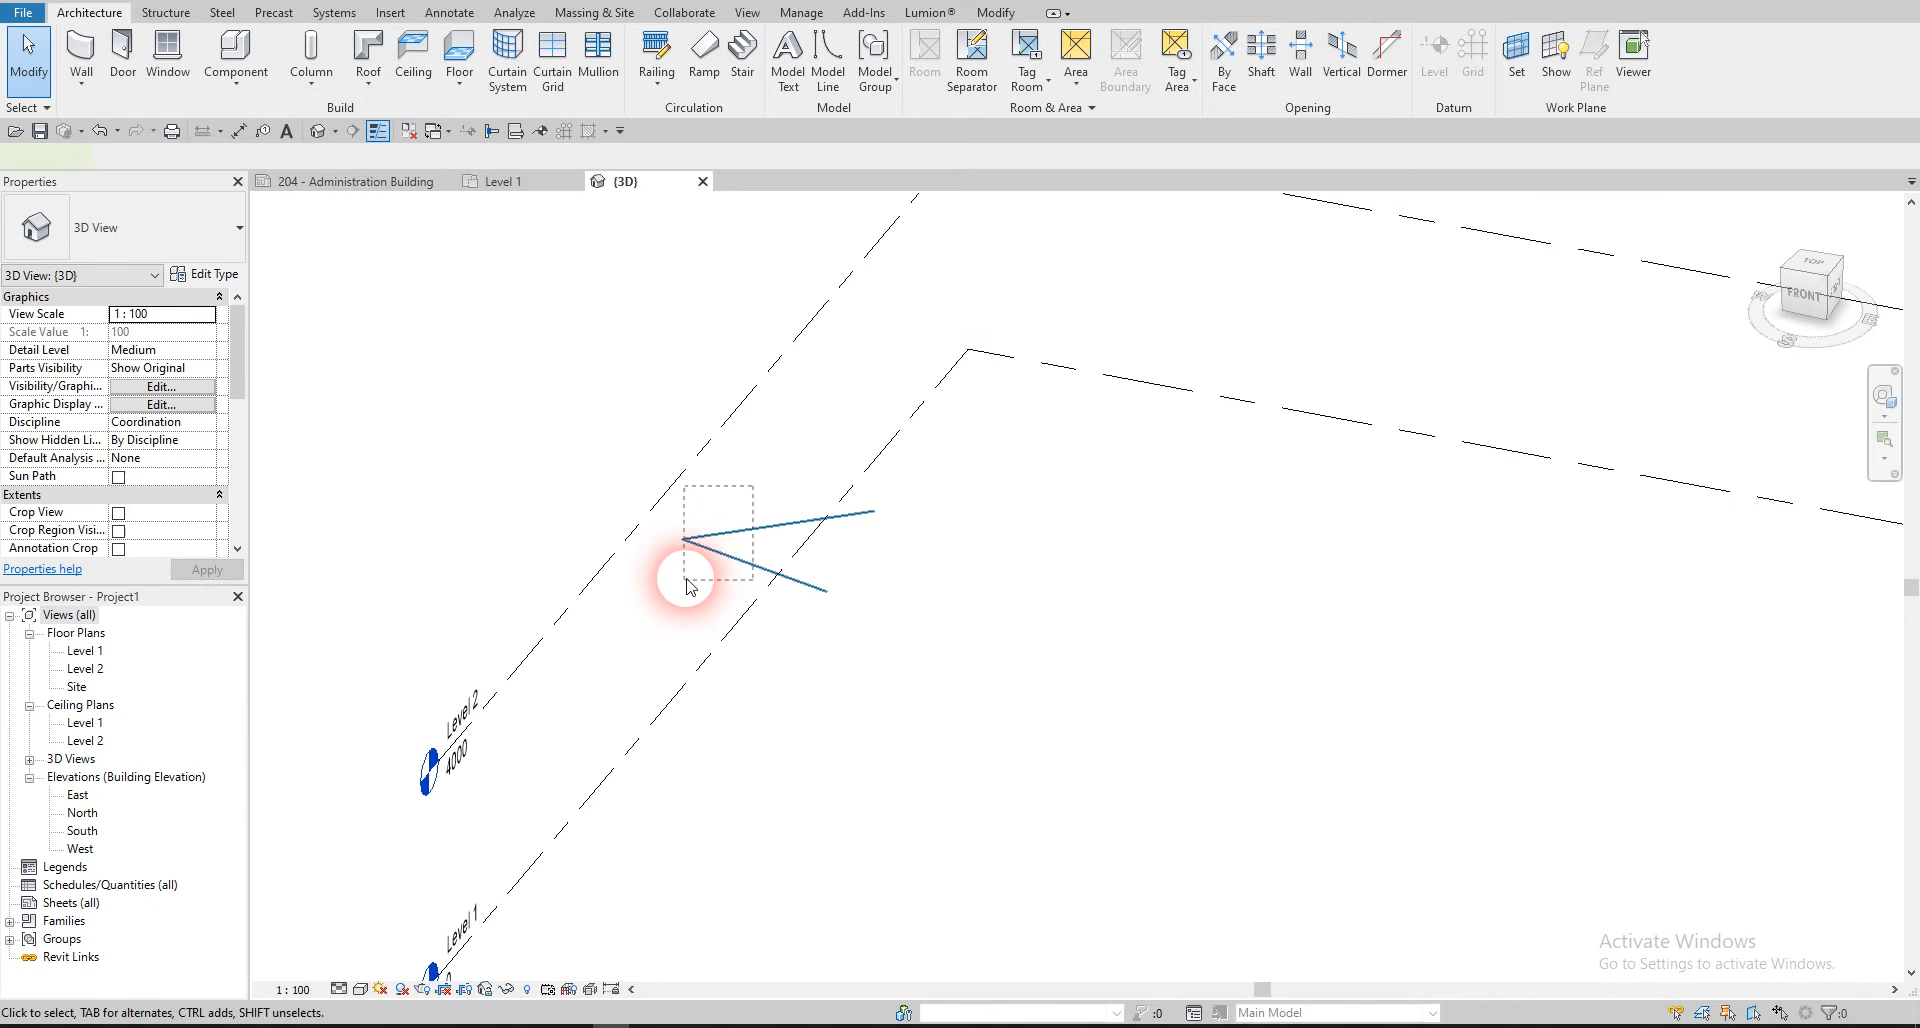 File Architecture Structure Steel Precast Systems Insert Annotate Analyze Massing & Site Collaborate View Manage Add-Ins Lumion® Modify
Modify Wall Door Window Component Column Roof Ceiling Floor Curtain System Curtain Grid Mullion Railing Ramp Stair Model Text Model Line Model Group Room Room Separator Tag Room Area Area Boundary Tag Area By Face Shaft Wall Vertical Dormer Level Grid Set Show Ref Plane Viewer
Select Build Circulation Model Room & Area Opening Datum Work Plane
Properties
204 - Administration Building Level 1 {3D}
3D View
3D View: {3D} Edit Type
Graphics
View Scale 1 : 100
Scale Value 1: 100
Detail Level Medium
Parts Visibility Show Original
Visibility/Graphi... Edit...
Graphic Display ... Edit...
Discipline Coordination
Show Hidden Li... By Discipline
Default Analysis ... None
Sun Path
Extents
Crop View
Crop Region Visi...
Annotation Crop
Properties help Apply
Project Browser - Project1
Views (all)
Floor Plans
Level 1
Level 2
Site
Ceiling Plans
Level 1
Level 2
3D Views
Elevations (Building Elevation)
East
North
South
West
Legends
Schedules/Quantities (all)
Sheets (all)
Families
Groups
Revit Links
Level 2
4000
Level 1
0
TOP
FRONT
W
S
E
Activate Windows
Go to Settings to activate Windows.
1 : 100
Click to select, TAB for alternates, CTRL adds, SHIFT unselects.
:0
Main Model
:0